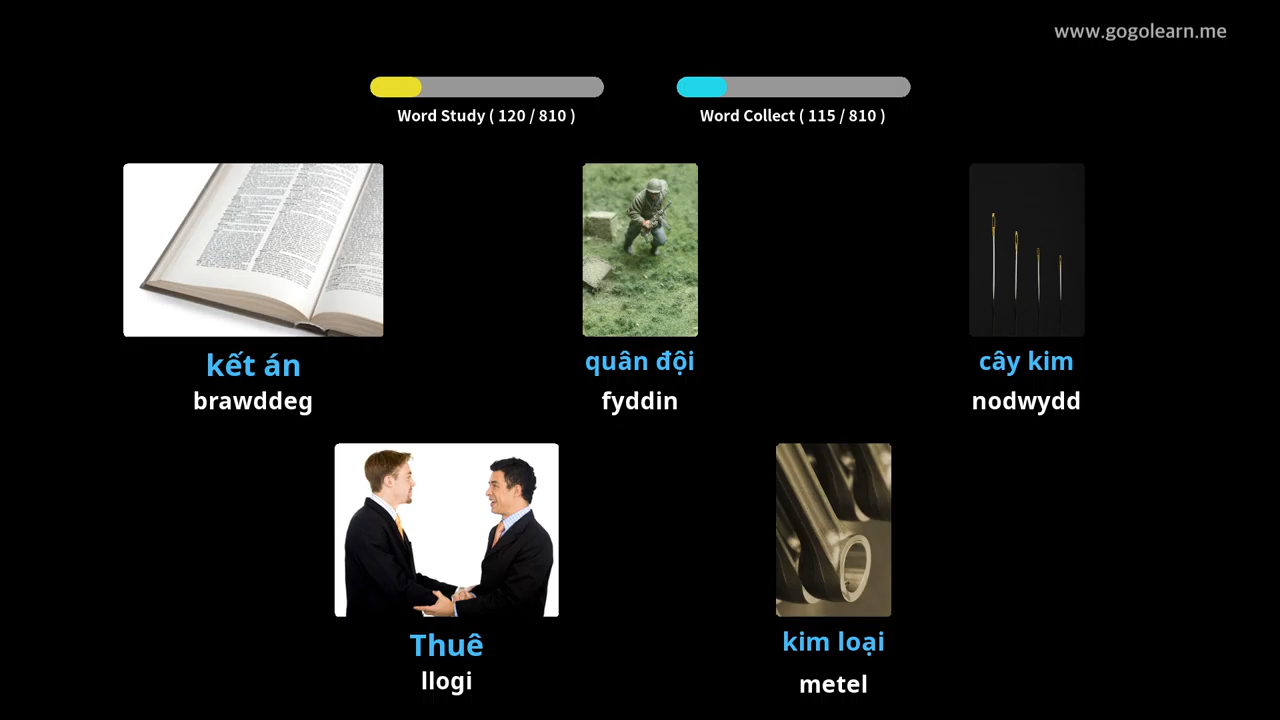 www.gogolearn.me
Word Study ( 120 / 810 )
Word Collect ( 115 / 810 )
kết án
brawddeg
quân đội
fyddin
cây kim
nodwydd
Thuê
llogi
kim loại
metel